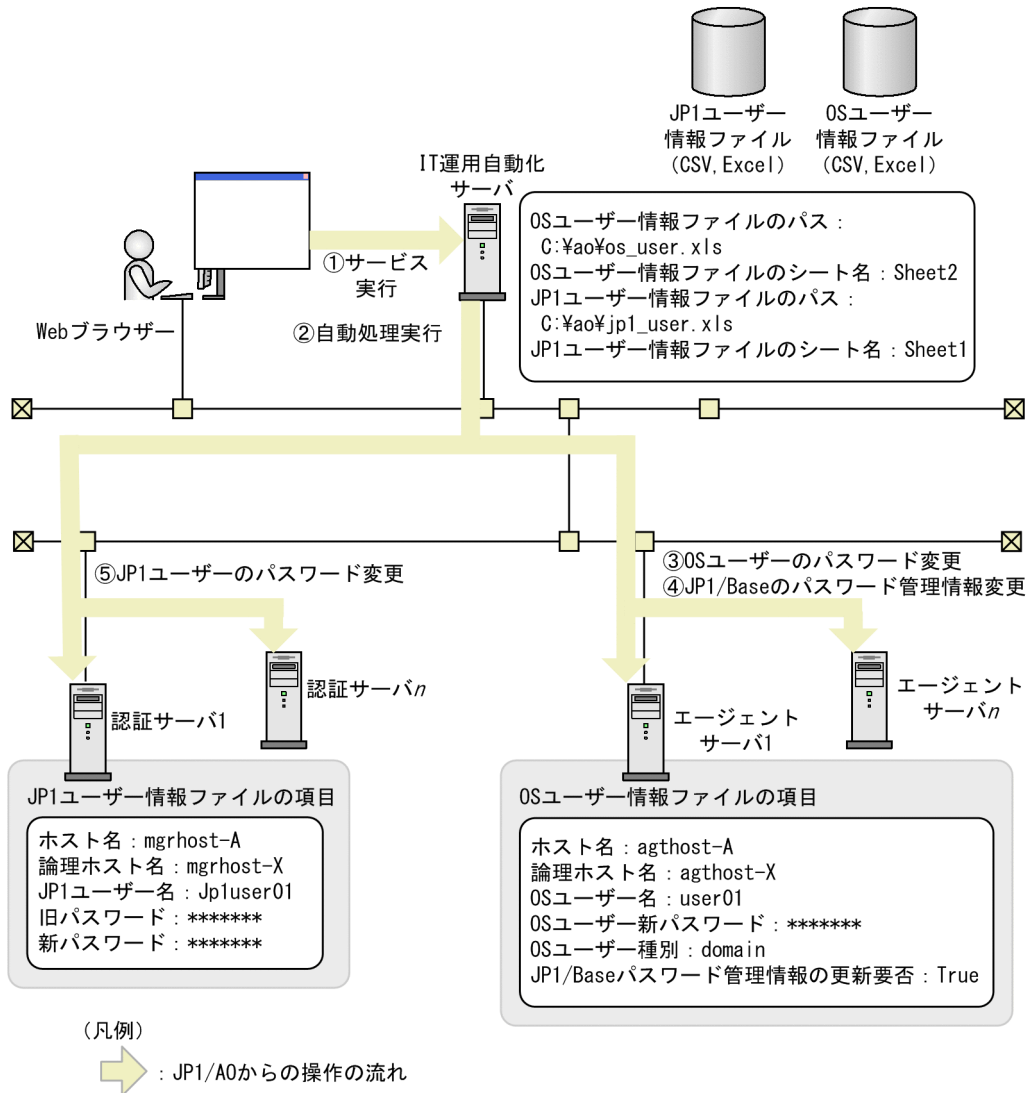 JP1ユーザー
情報ファイル
(CSV,Excel)
OSユーザー
情報ファイル
(CSV,Excel)
IT運用自動化
サーバ
OSユーザー情報ファイルのパス:
C:¥ao¥os_user.xls
OSユーザー情報ファイルのシート名:Sheet2
JP1ユーザー情報ファイルのパス:
C:¥ao¥jp1_user.xls
JP1ユーザー情報ファイルのシート名:Sheet1
①サービス
実行
Webブラウザー
②自動処理実行
⑤JP1ユーザーのパスワード変更
③OSユーザーのパスワード変更
④JP1/Baseのパスワード管理情報変更
認証サーバ1
認証サーバn
エージェント
サーバ1
エージェント
サーバn
JP1ユーザー情報ファイルの項目
ホスト名:mgrhost-A
論理ホスト名:mgrhost-X
JP1ユーザー名:Jp1user01
旧パスワード:*******
新パスワード:*******
OSユーザー情報ファイルの項目
ホスト名:agthost-A
論理ホスト名:agthost-X
OSユーザー名:user01
OSユーザー新パスワード:*******
OSユーザー種別:domain
JP1/Baseパスワード管理情報の更新要否:True
(凡例)
:JP1/AOからの操作の流れ